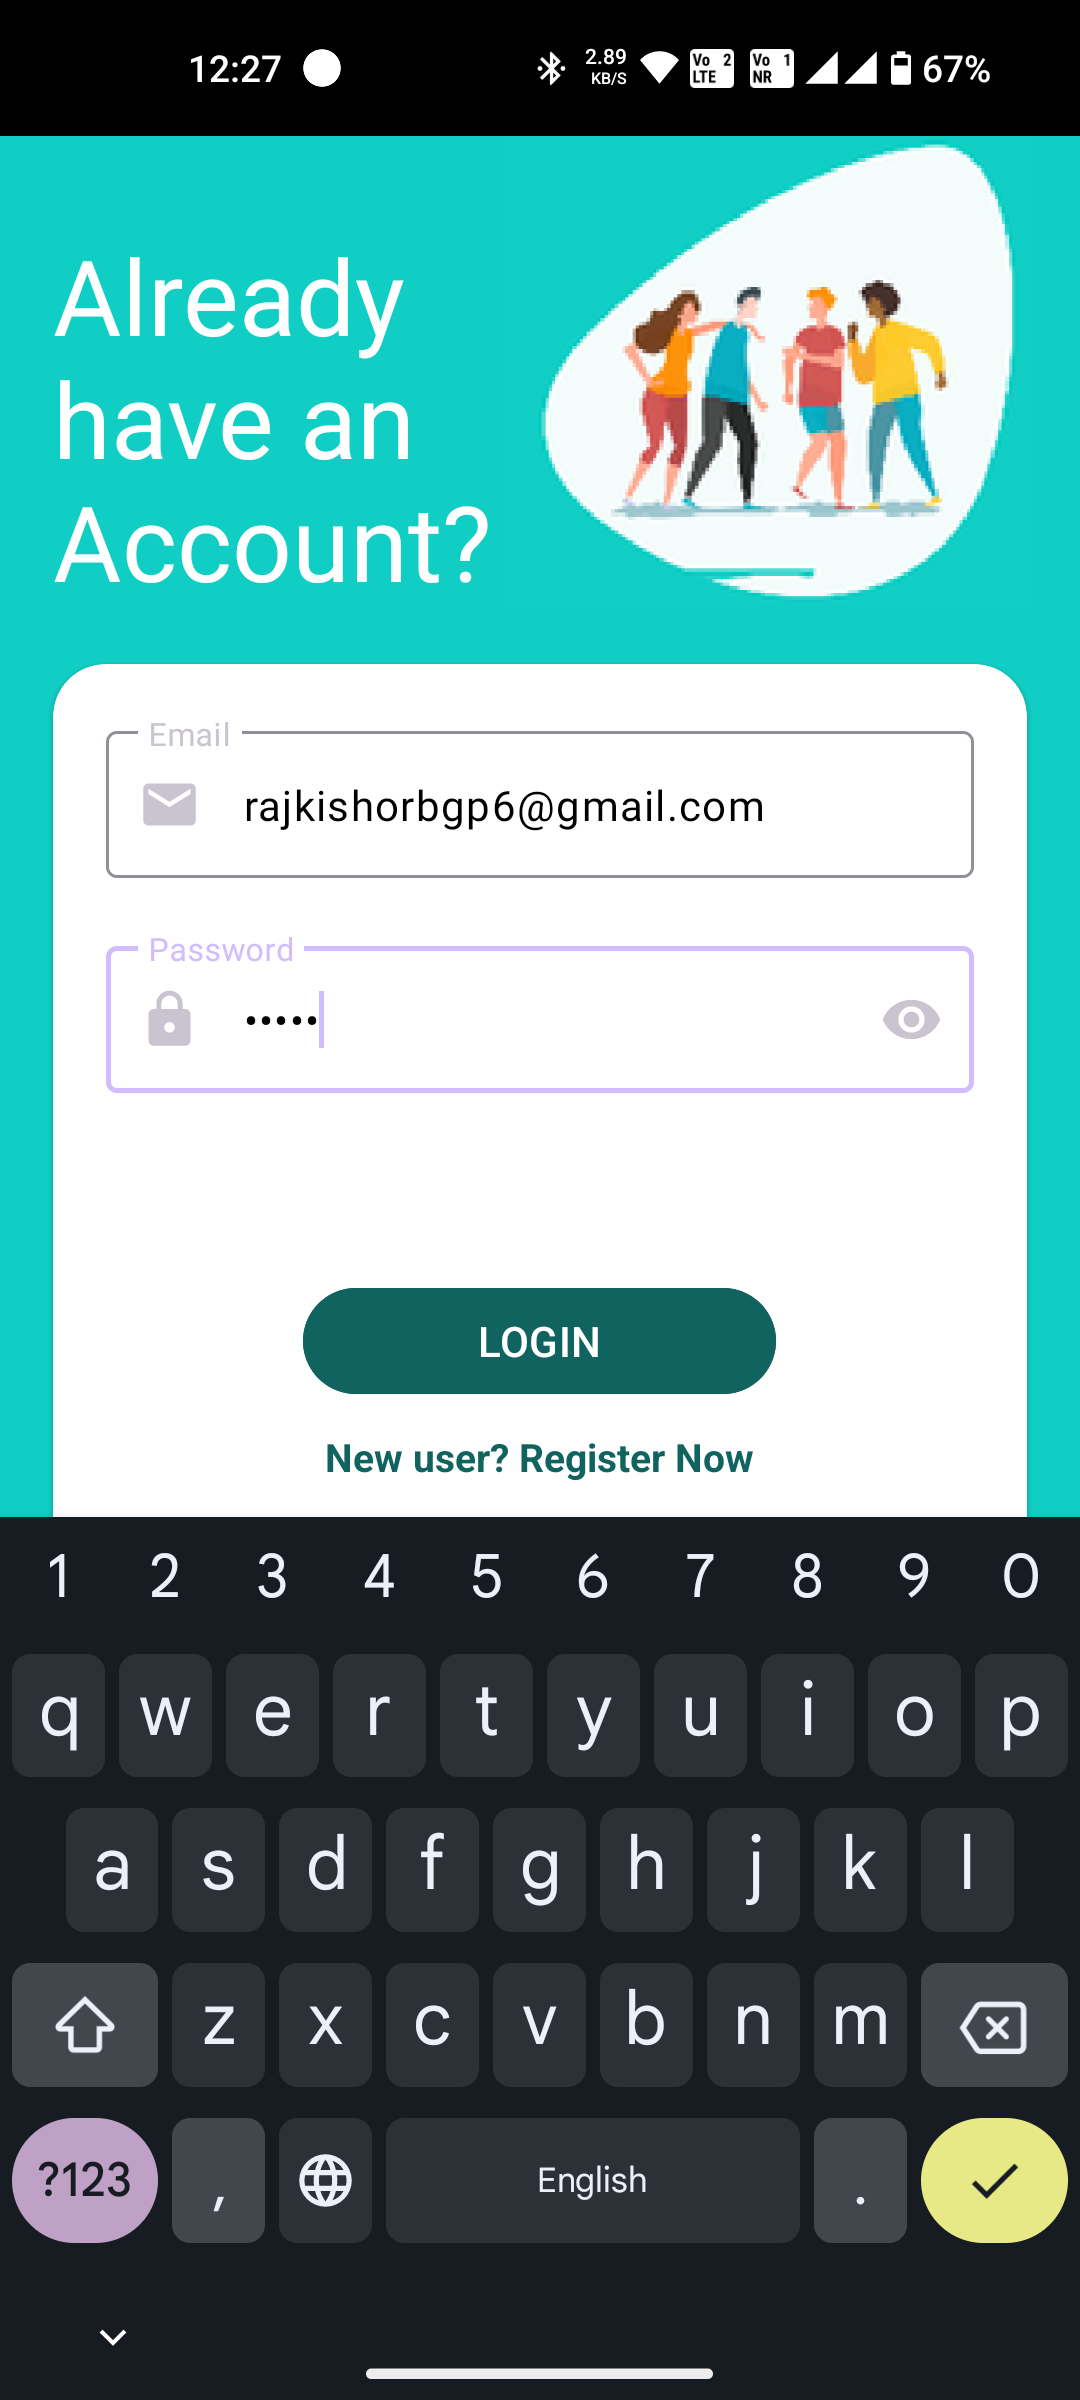 12:27
2.89
KB/S
Vo 2
LTE
Vo 1
NR
67%
Already
have an
Account?
Email
rajkishorbgp6@gmail.com
Password
•••••
LOGIN
New user? Register Now
1 2 3 4 5 6 7 8 9 0
q w e r t y u i o p
a s d f g h j k l
z x c v b n m
?123 , English .